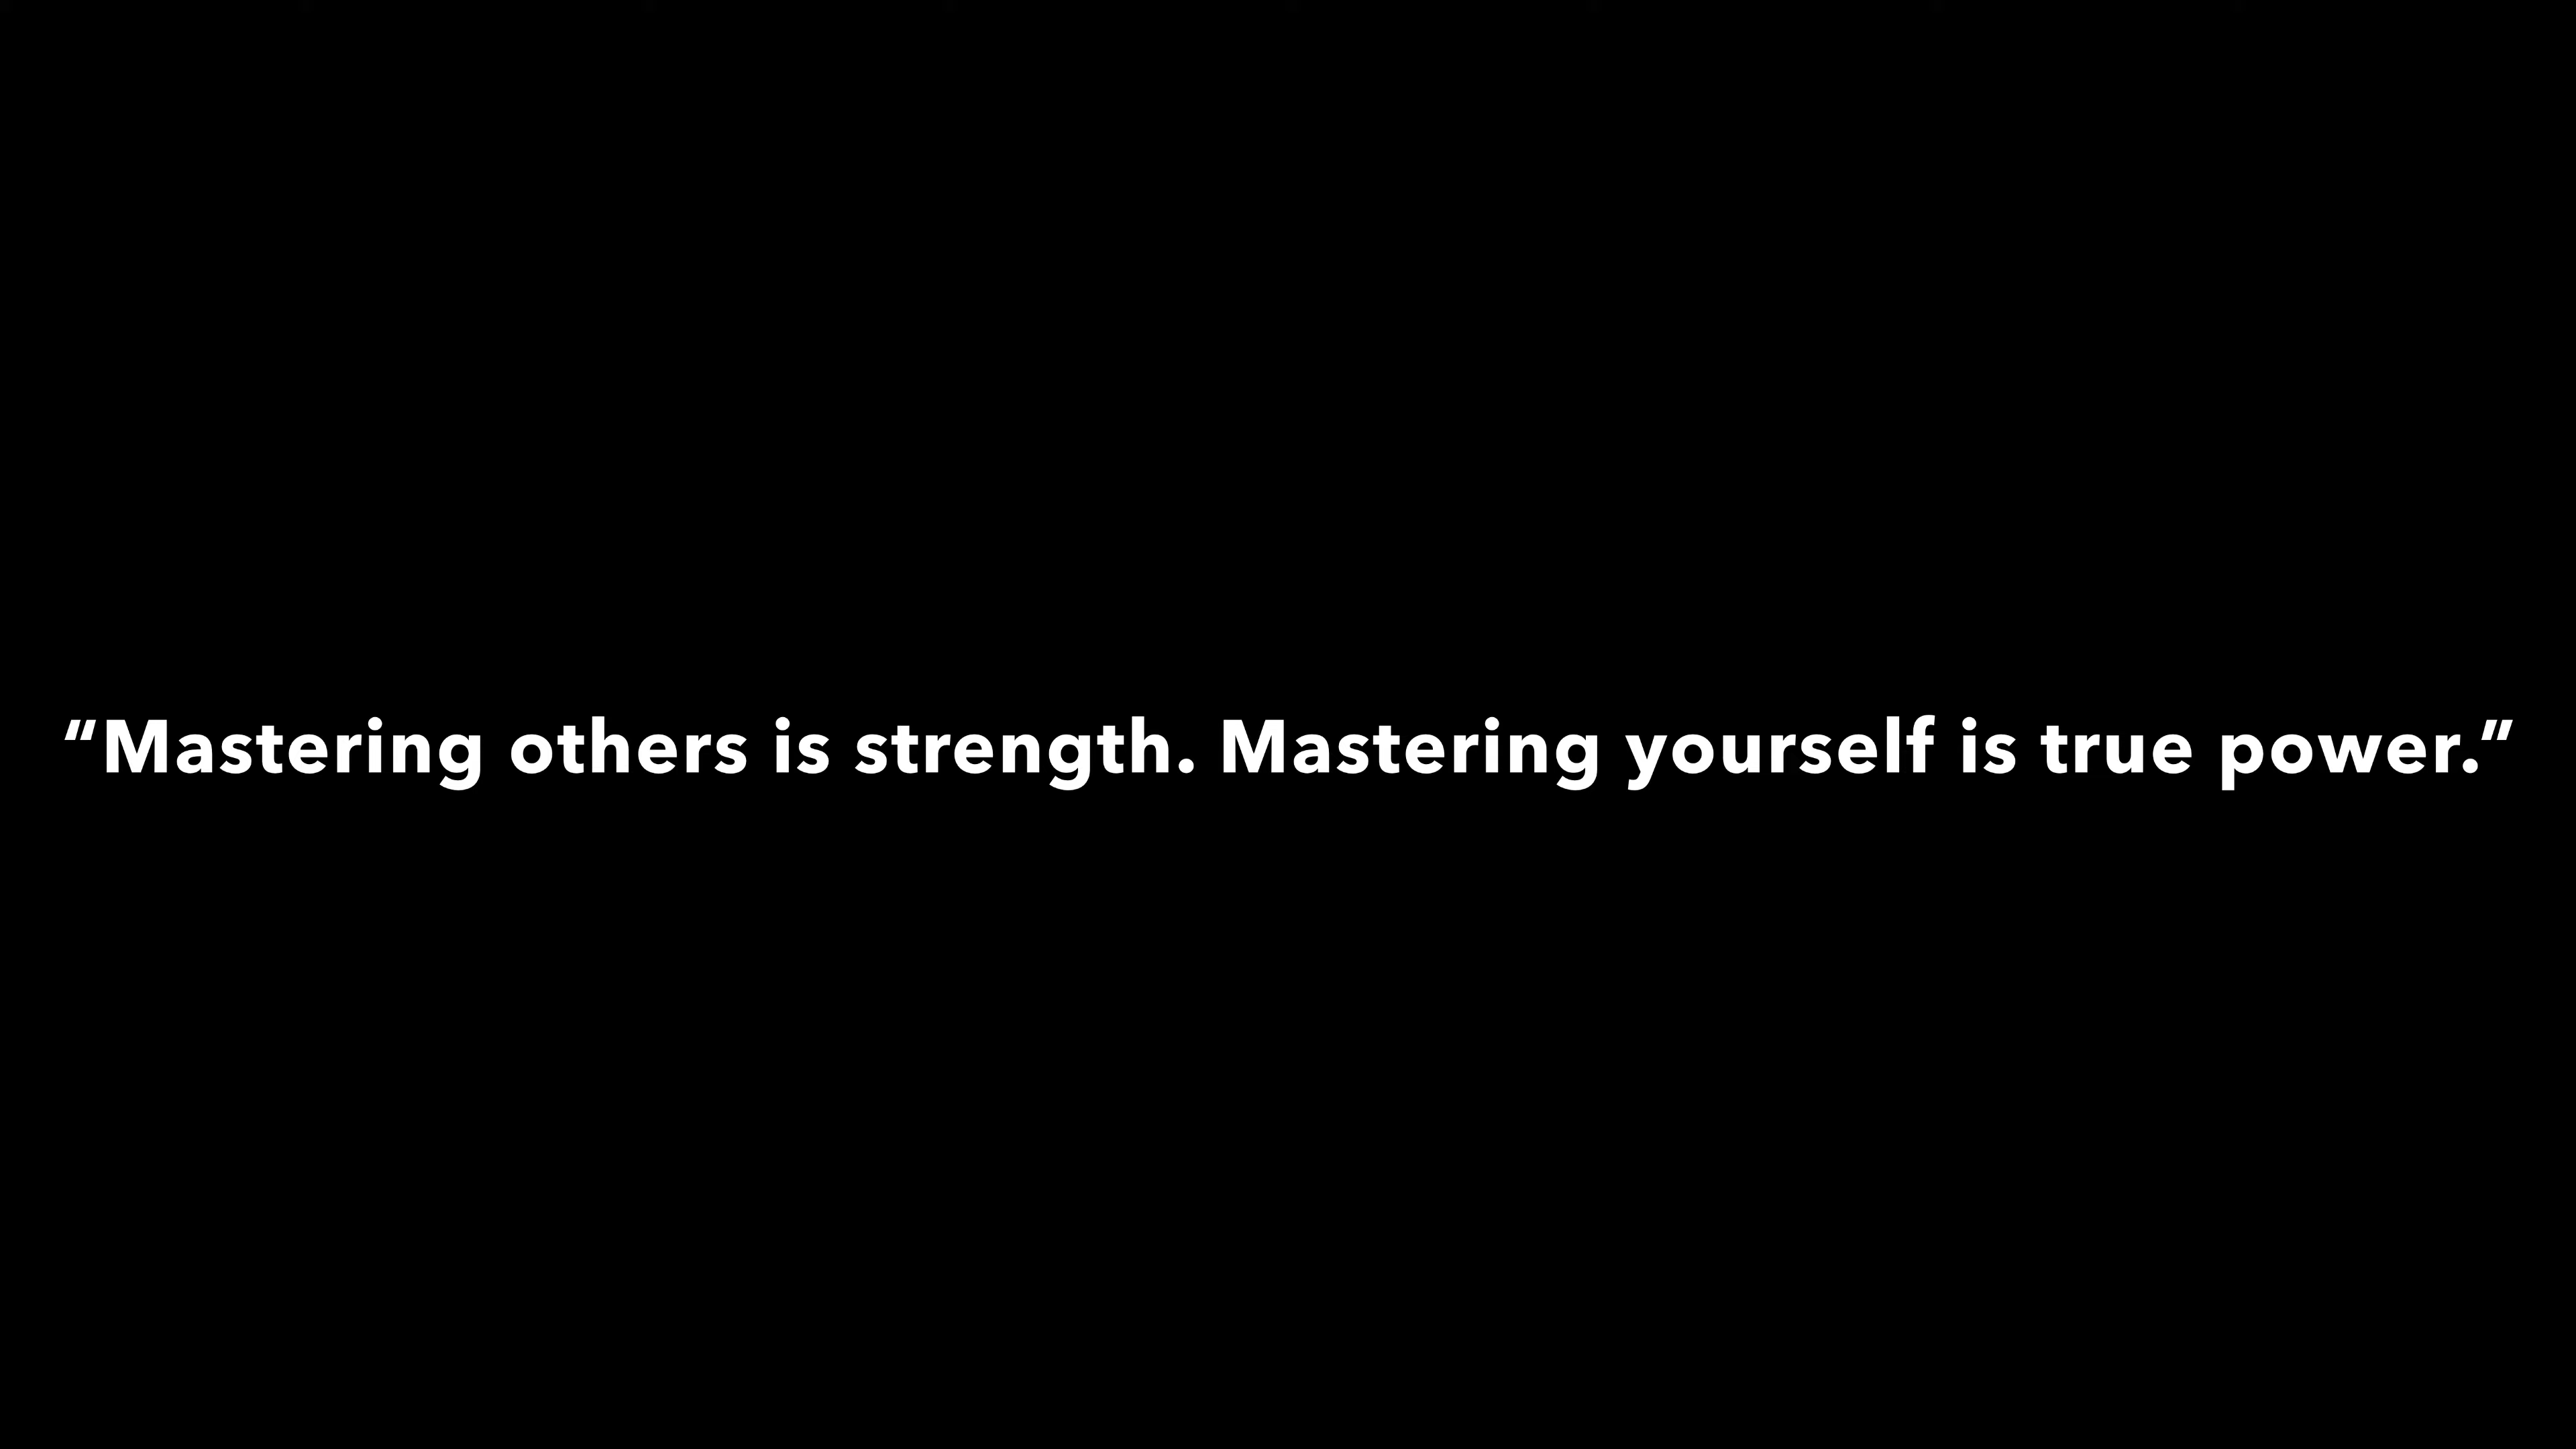 “Mastering others is strength. Mastering yourself is true power.”